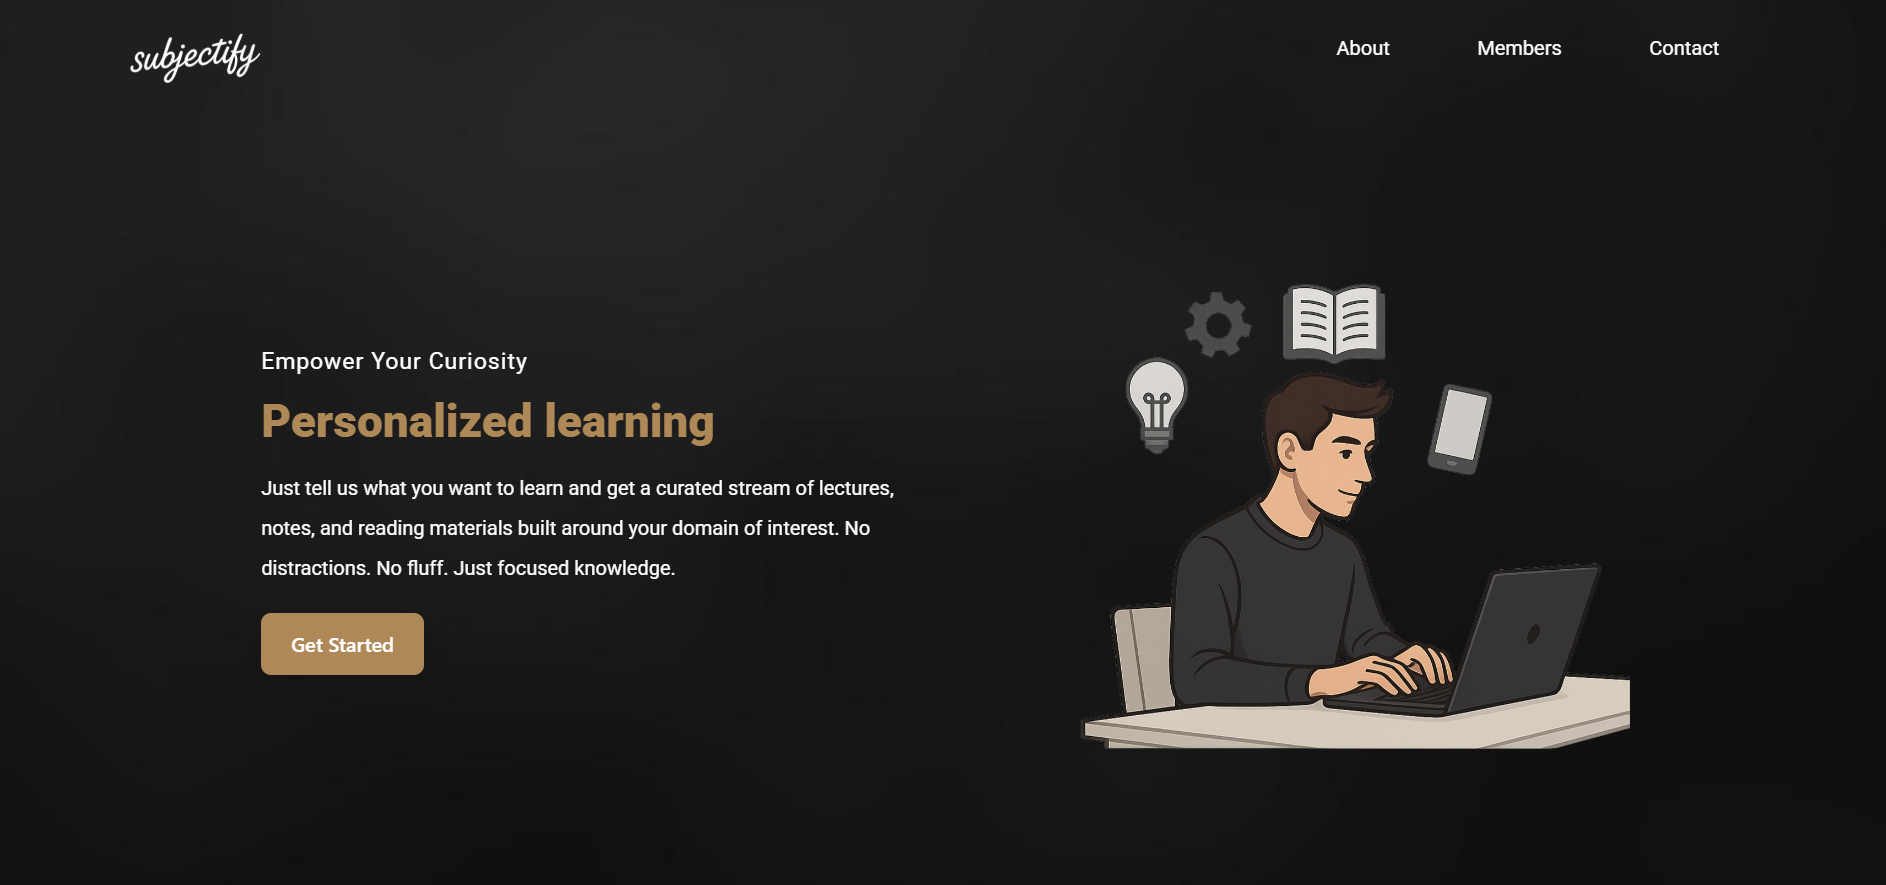 subjectify
About
Members
Contact
Empower Your Curiosity
Personalized learning
Just tell us what you want to learn and get a curated stream of lectures,
notes, and reading materials built around your domain of interest. No
distractions. No fluff. Just focused knowledge.
Get Started